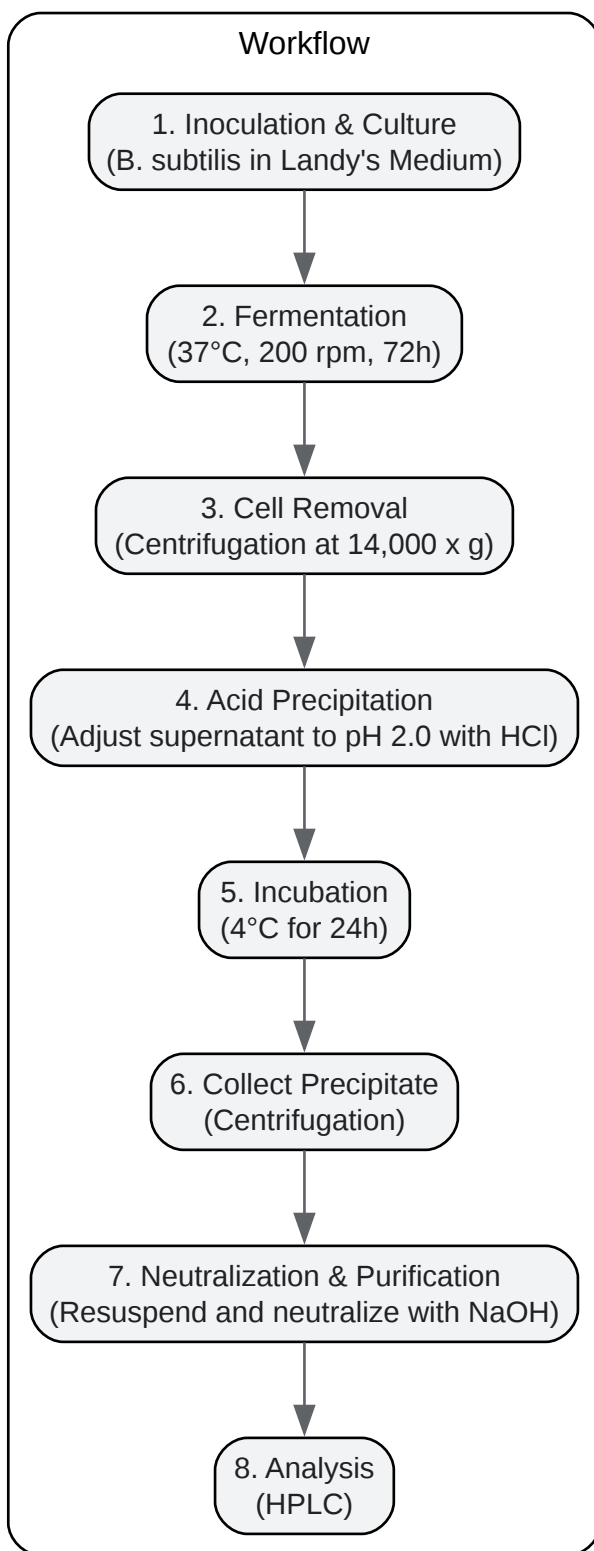 Workflow
1. Inoculation & Culture
(B. subtilis in Landy's Medium)
2. Fermentation
(37°C, 200 rpm, 72h)
3. Cell Removal
(Centrifugation at 14,000 x g)
4. Acid Precipitation
(Adjust supernatant to pH 2.0 with HCl)
5. Incubation
(4°C for 24h)
6. Collect Precipitate
(Centrifugation)
7. Neutralization & Purification
(Resuspend and neutralize with NaOH)
8. Analysis
(HPLC)